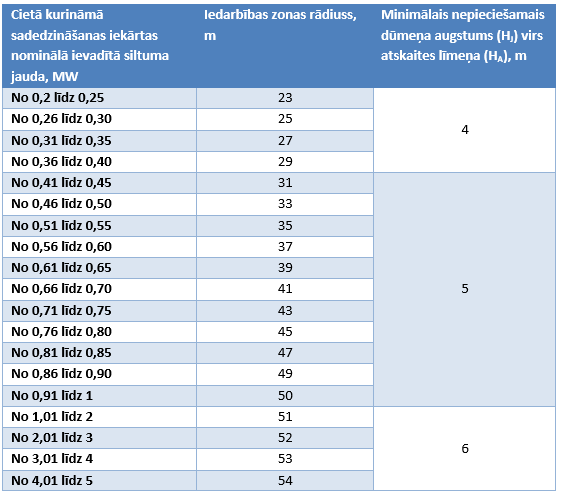 Cietā kurināmā
sadedzināšanas iekārtas
nominālā ievadītā siltuma
jauda, MW
Iedarbības zonas rādiuss,
m
Minimālais nepieciešamais
dūmeņa augstums (Hᵢ) virs
atskaites līmeņa (Hₐ), m
No 0,2 līdz 0,25 23
No 0,26 līdz 0,30 25
No 0,31 līdz 0,35 27
No 0,36 līdz 0,40 29
4
No 0,41 līdz 0,45 31
No 0,46 līdz 0,50 33
No 0,51 līdz 0,55 35
No 0,56 līdz 0,60 37
No 0,61 līdz 0,65 39
No 0,66 līdz 0,70 41
No 0,71 līdz 0,75 43
No 0,76 līdz 0,80 45
No 0,81 līdz 0,85 47
No 0,86 līdz 0,90 49
No 0,91 līdz 1 50
5
No 1,01 līdz 2 51
No 2,01 līdz 3 52
No 3,01 līdz 4 53
No 4,01 līdz 5 54
6